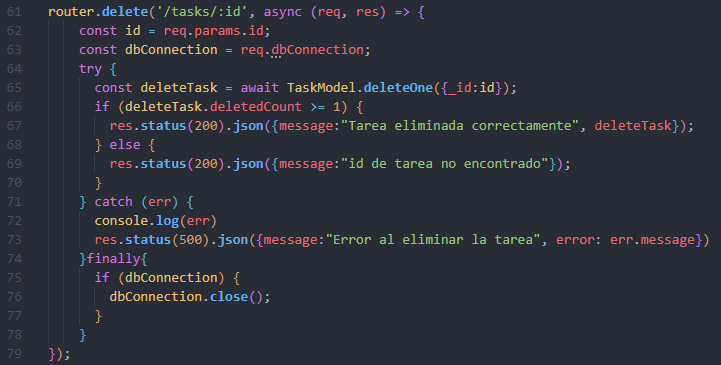 61 router.delete('/tasks/:id', async (req, res) => {
62 const id = req.params.id;
63 const dbConnection = req.dbConnection;
64 try {
65 const deleteTask = await TaskModel.deleteOne({_id:id});
66 if (deleteTask.deletedCount >= 1) {
67 res.status(200).json({message:"Tarea eliminada correctamente", deleteTask});
68 } else {
69 res.status(200).json({message:"id de tarea no encontrado"});
70 }
71 } catch (err) {
72 console.log(err)
73 res.status(500).json({message:"Error al eliminar la tarea", error: err.message})
74 }finally{
75 if (dbConnection) {
76 dbConnection.close();
77 }
78 }
79 });